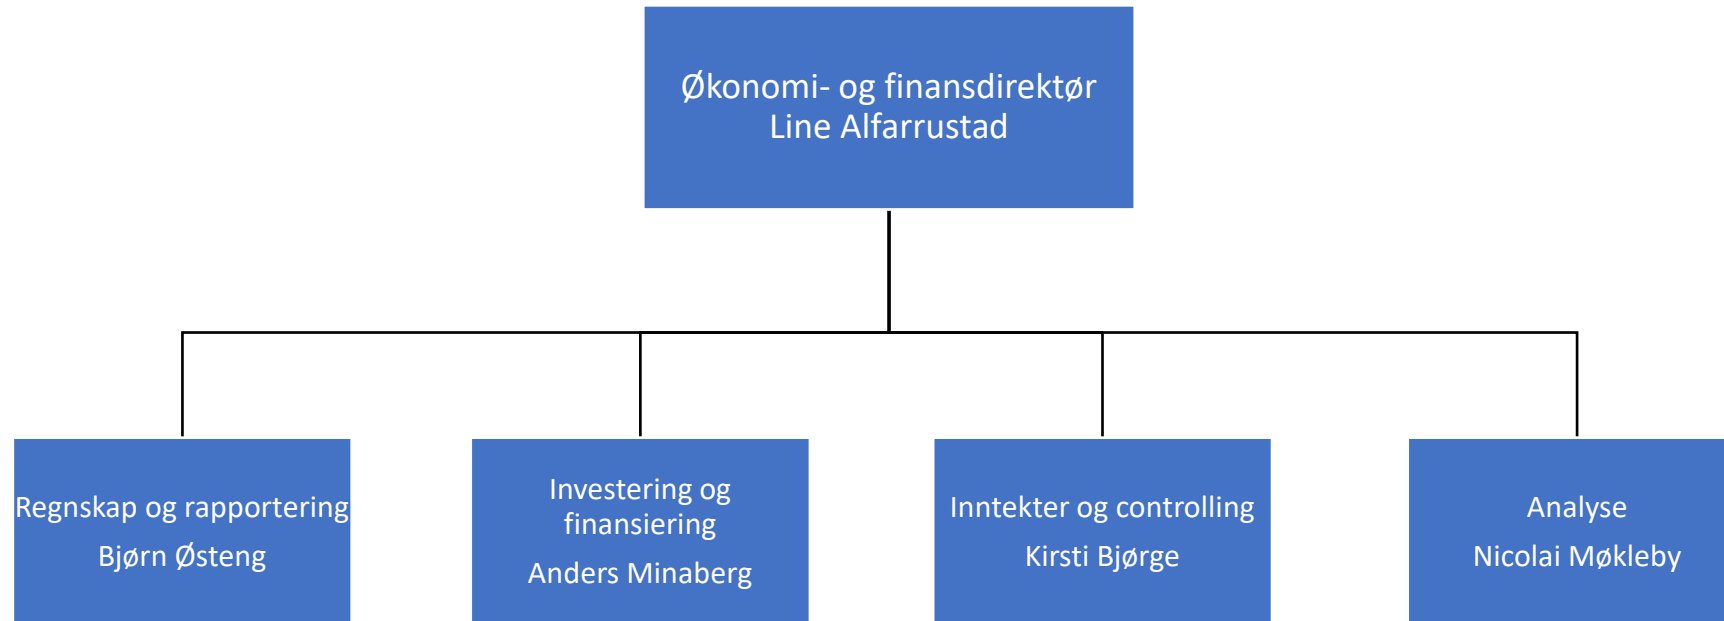 Økonomi- og finansdirektør
Line Alfarrustad
Regnskap og rapportering
Bjørn Østeng
Investering og
finansiering
Anders Minaberg
Inntekter og controlling
Kirsti Bjørge
Analyse
Nicolai Møkleby